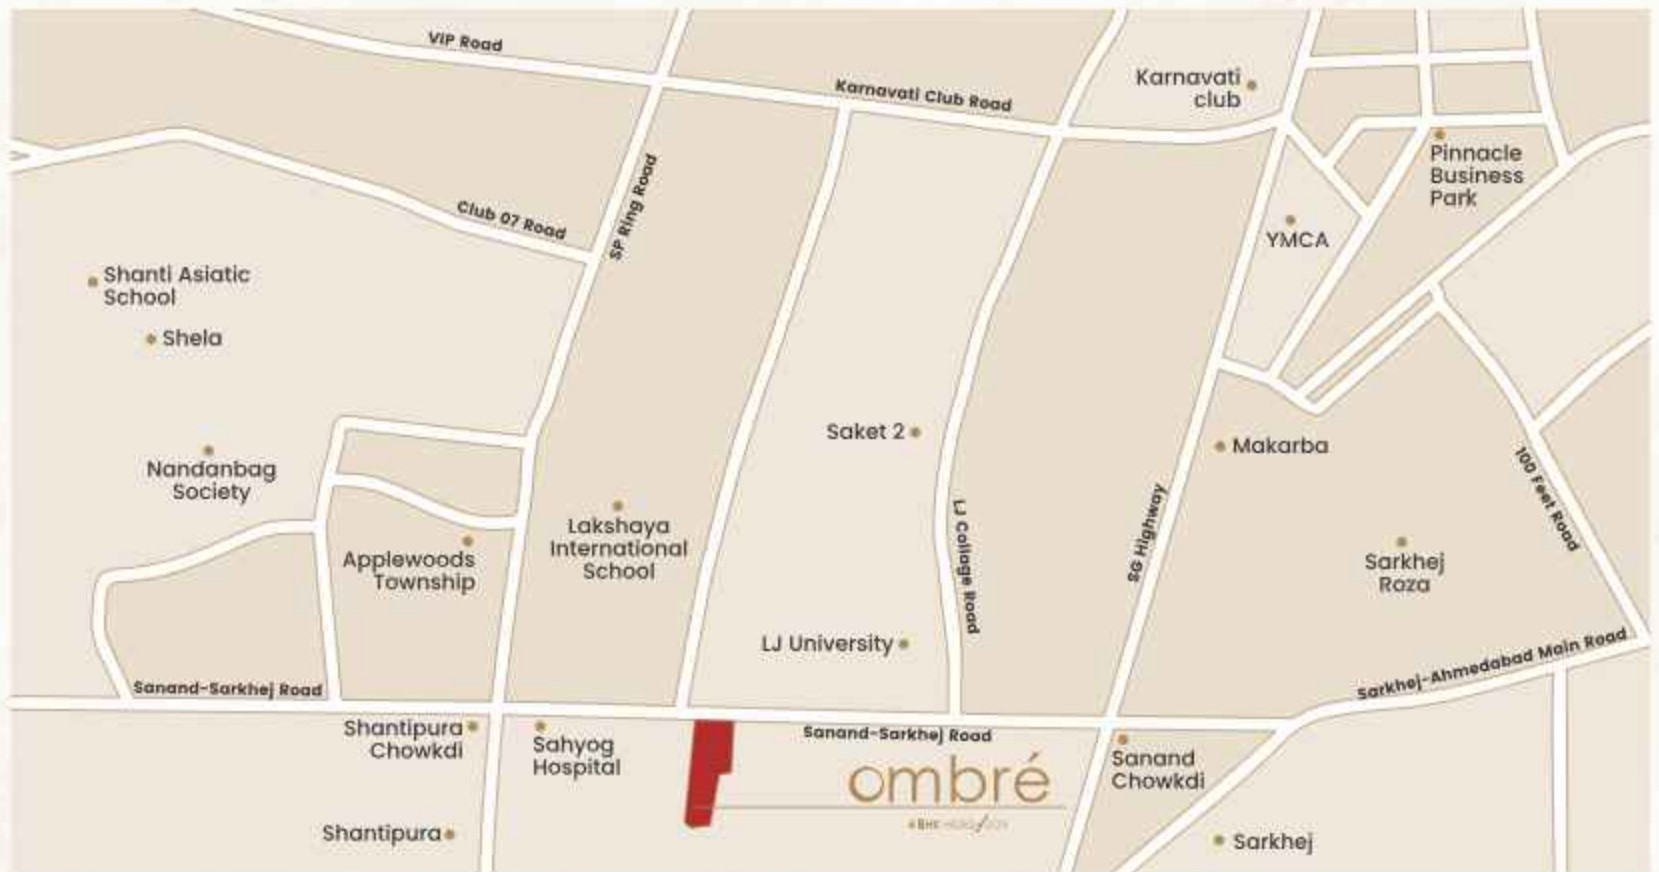 VIP Road
Karnavati Club Road
Karnavati
club
Pinnacle
Business
Park
SP Ring Road
Club 07 Road
YMCA
Shanti Asiatic
School
Shela
Saket 2
Makarba
Nandanbag
Society
100 Feet Road
LJ Collage Road
SG Highway
Lakshaya
International
School
Applewoods
Township
Sarkhej
Roza
LJ University
Sarkhej-Ahmedabad Main Road
Sanand-Sarkhej Road
Shantipura
Chowkdi
Sahyog
Hospital
Sanand-Sarkhej Road
Sanand
Chowkdi
ombré
4 BHK
Shantipura
Sarkhej